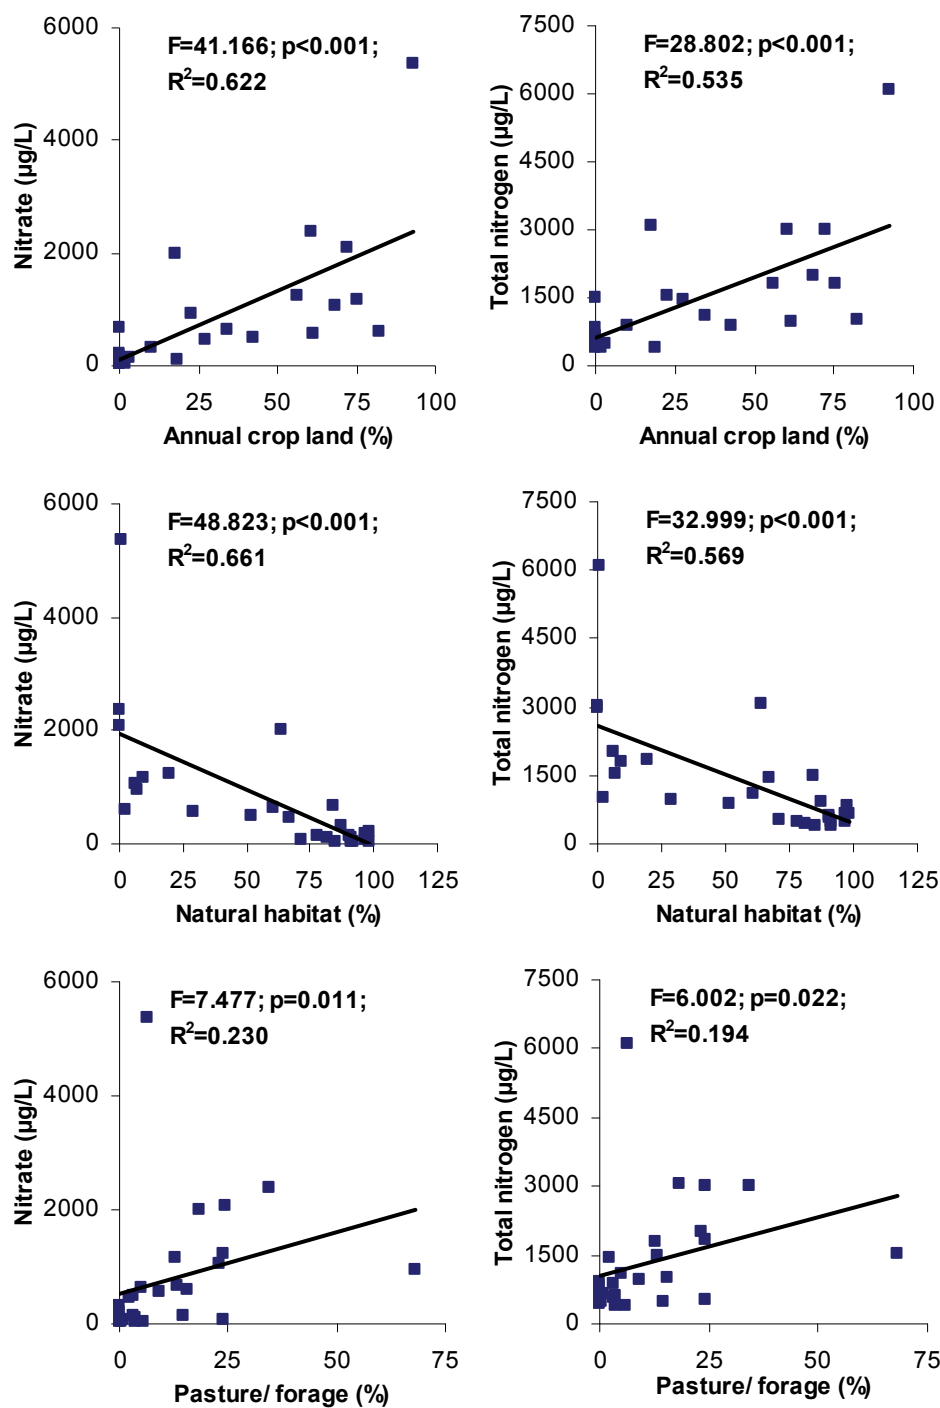 6000
4000
2000
0
Nitrate (µg/L)
F=41.166; p<0.001;
R²=0.622
0 25 50 75 100
Annual crop land (%)
7500
6000
4500
3000
1500
0
Total nitrogen (µg/L)
F=28.802; p<0.001;
R²=0.535
0 25 50 75 100
Annual crop land (%)
6000
4000
2000
0
Nitrate (µg/L)
F=48.823; p<0.001;
R²=0.661
0 25 50 75 100 125
Natural habitat (%)
7500
6000
4500
3000
1500
0
Total nitrogen (µg/L)
F=32.999; p<0.001;
R²=0.569
0 25 50 75 100 125
Natural habitat (%)
6000
4000
2000
0
Nitrate (µg/L)
F=7.477; p=0.011;
R²=0.230
0 25 50 75
Pasture/ forage (%)
7500
6000
4500
3000
1500
0
Total nitrogen (µg/L)
F=6.002; p=0.022;
R²=0.194
0 25 50 75
Pasture/ forage (%)